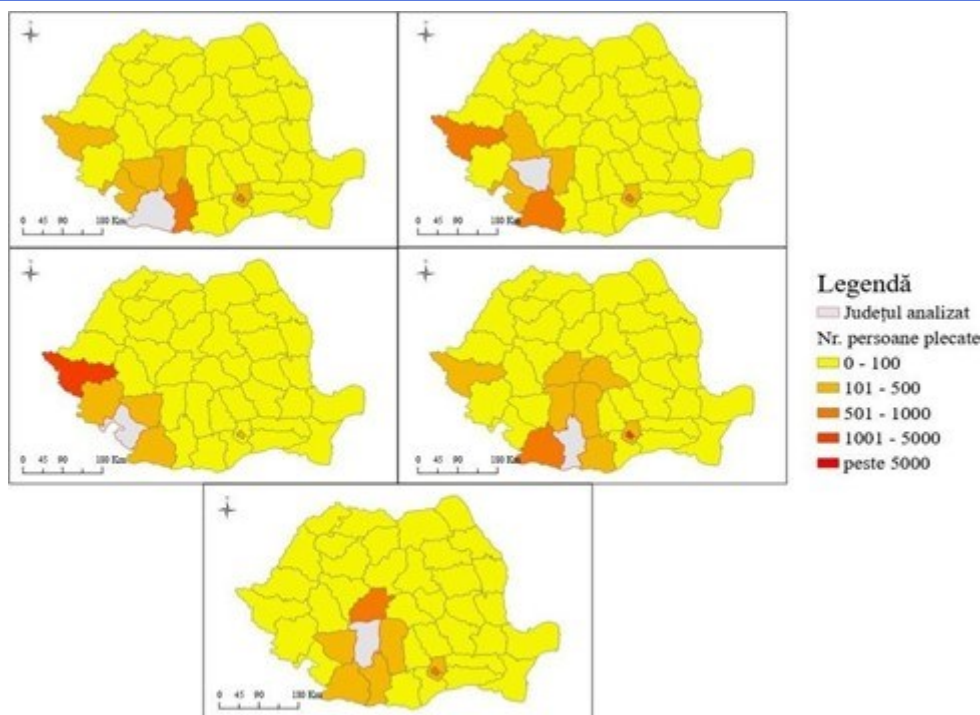 0 45 90 180 Km
0 45 90 180 Km
0 45 90 180 Km
0 45 90 180 Km
Legendă
Județul analizat
Nr. persoane plecate
0 - 100
101 - 500
501 - 1000
1001 - 5000
peste 5000
0 45 90 180 Km